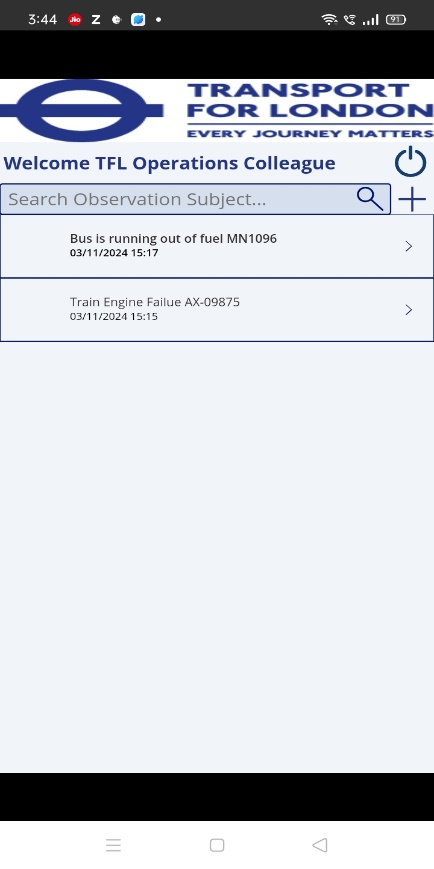 3:44 Jio Z 91
TRANSPORT
FOR LONDON
EVERY JOURNEY MATTERS
Welcome TFL Operations Colleague
Search Observation Subject...
Bus is running out of fuel MN1096
03/11/2024 15:17
Train Engine Failue AX-09875
03/11/2024 15:15